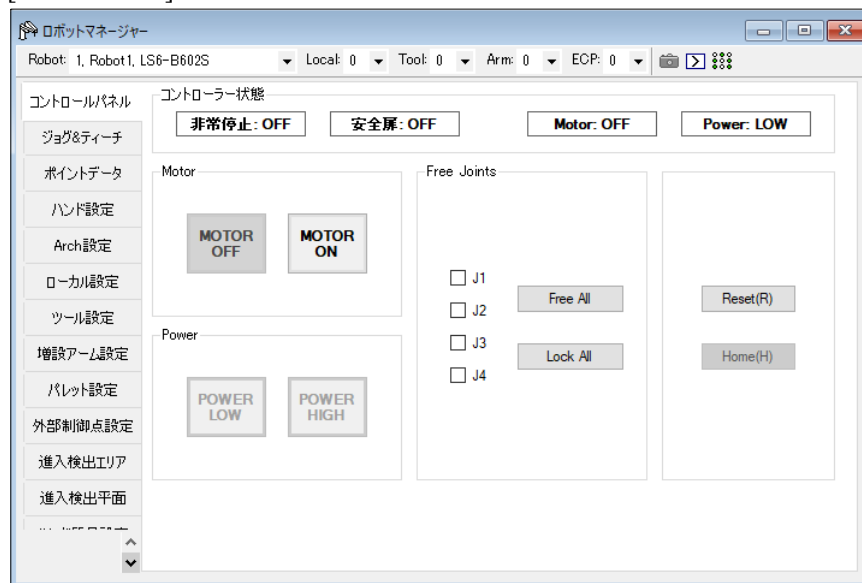 ロボットマネージャー
Robot: 1, Robot1, LS6-B602S Local: 0 Tool: 0 Arm: 0 ECP: 0
コントロールパネル
ジョグ&ティーチ
ポイントデータ
ハンド設定
Arch設定
ローカル設定
ツール設定
増設アーム設定
パレット設定
外部制御点設定
進入検出エリア
進入検出平面
コントローラー状態
非常停止: OFF 安全扉: OFF Motor: OFF Power: LOW
Motor
MOTOR OFF
MOTOR ON
Power
POWER LOW
POWER HIGH
Free Joints
J1
J2
J3
J4
Free All
Lock All
Reset(R)
Home(H)